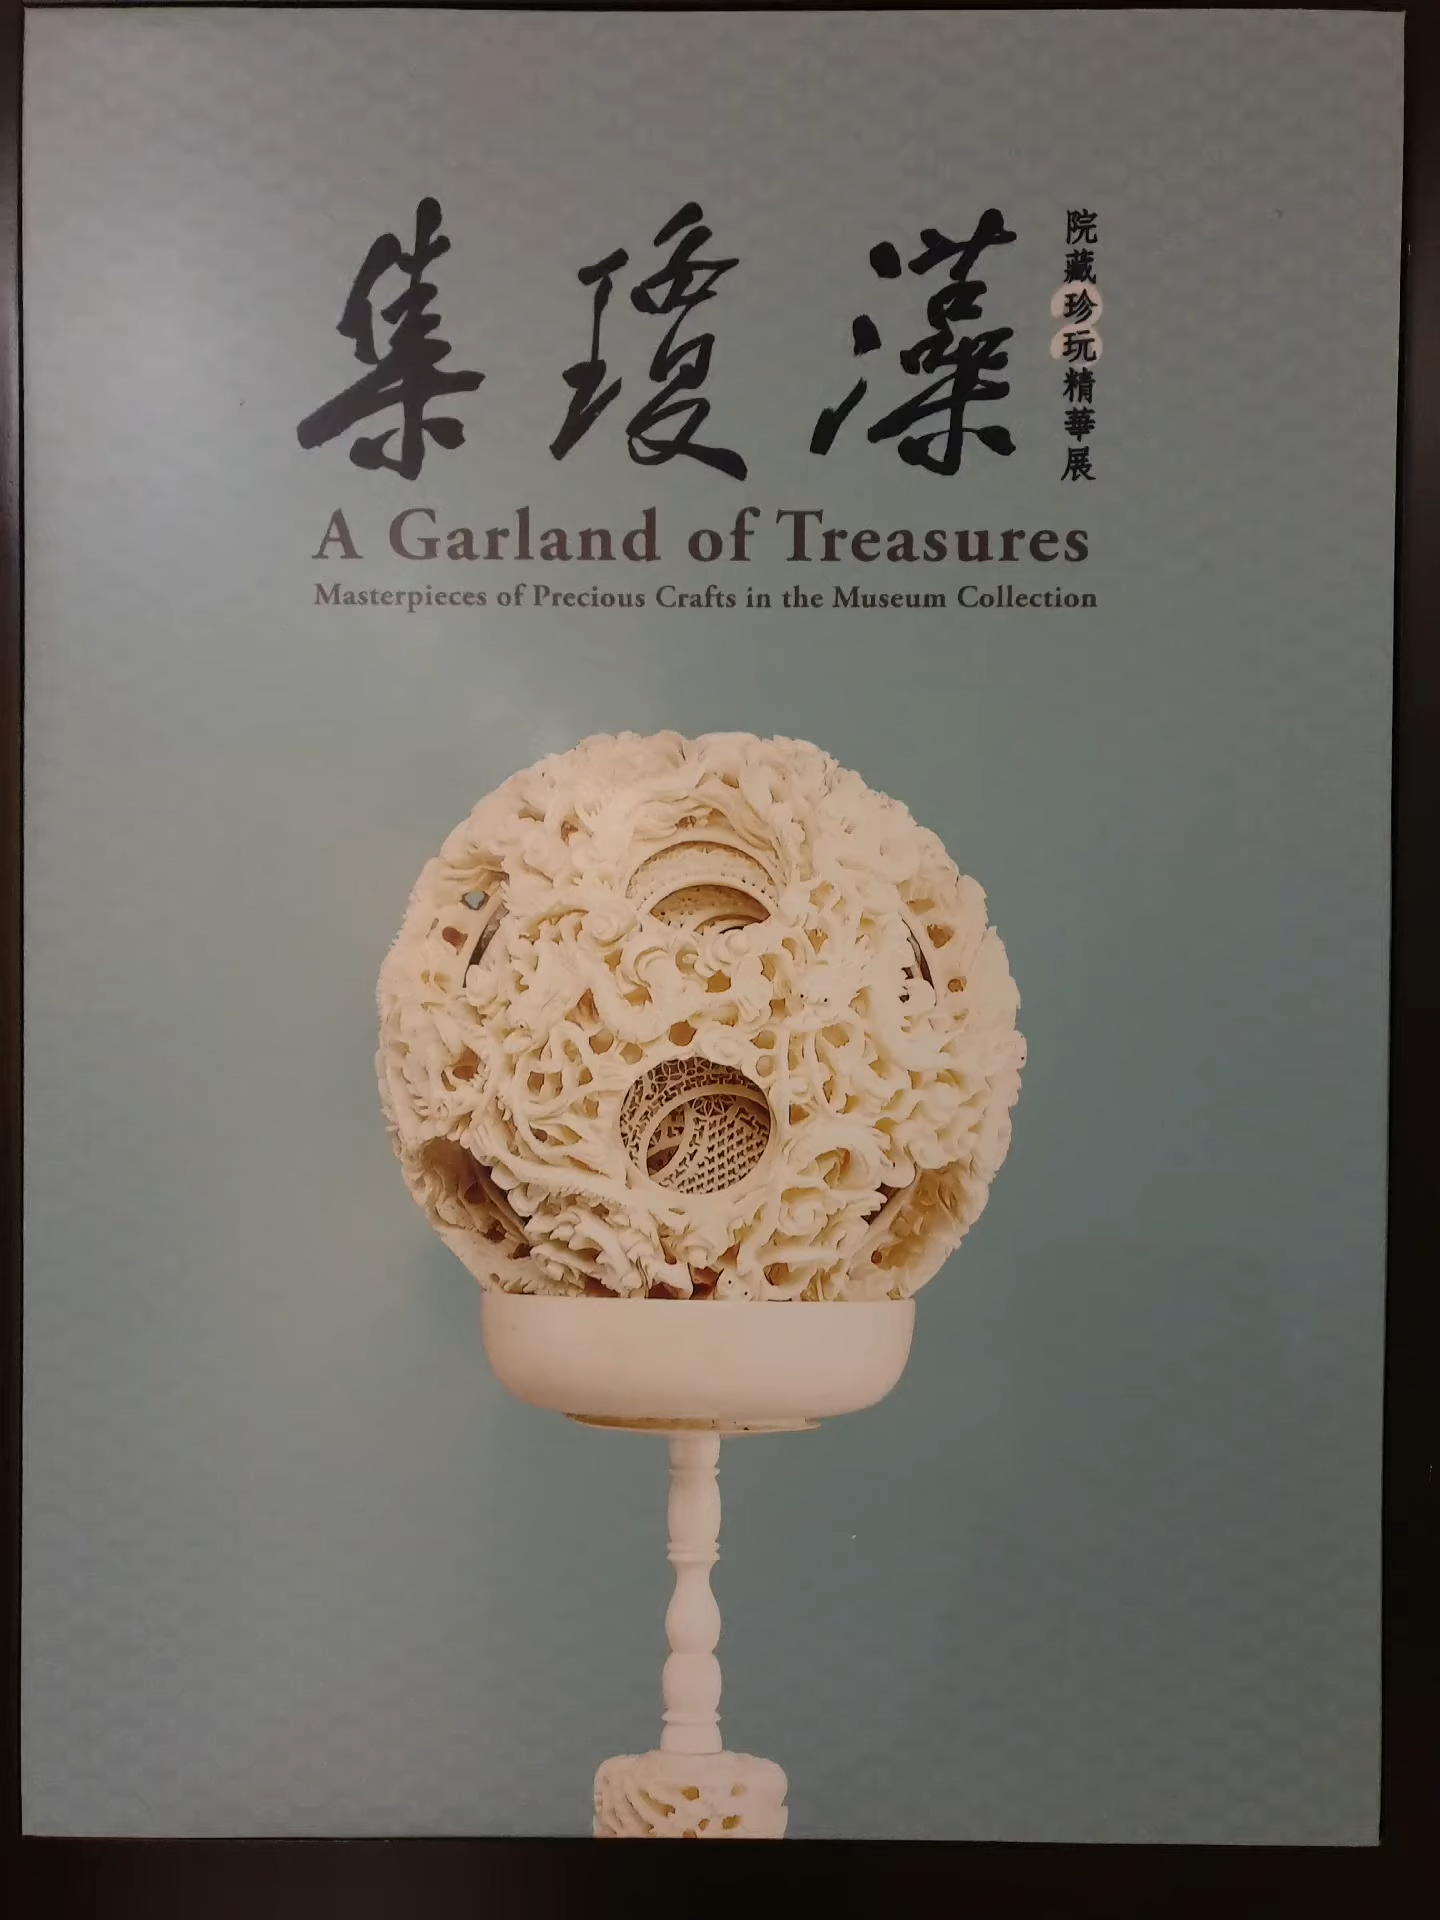 集瓊藻
院藏珍玩精華展
A Garland of Treasures
Masterpieces of Precious Crafts in the Museum Collection